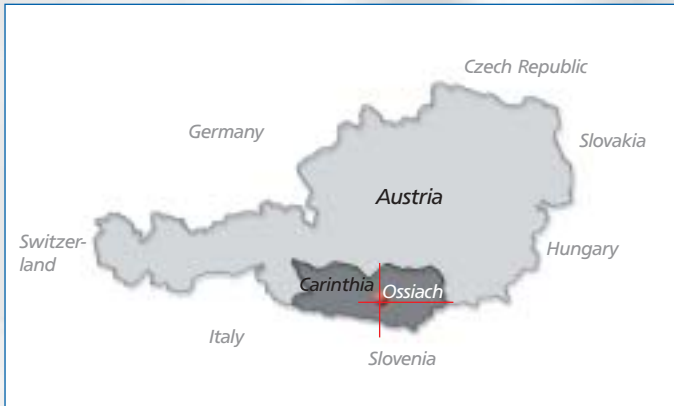 Czech Republic
Germany
Slovakia
Austria
Switzer-
land
Hungary
Carinthia
Ossiach
Italy
Slovenia